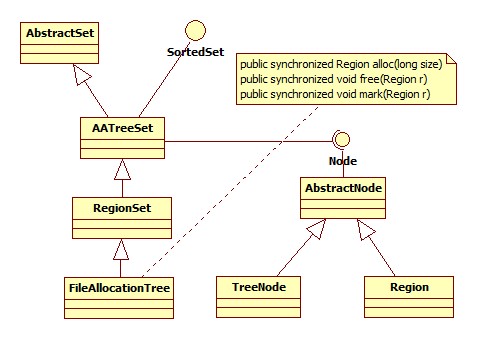 AbstractSet
SortedSet
public synchronized Region alloc(long size)
public synchronized void free(Region r)
public synchronized void mark(Region r)
AATreeSet
Node
AbstractNode
RegionSet
FileAllocationTree
TreeNode
Region